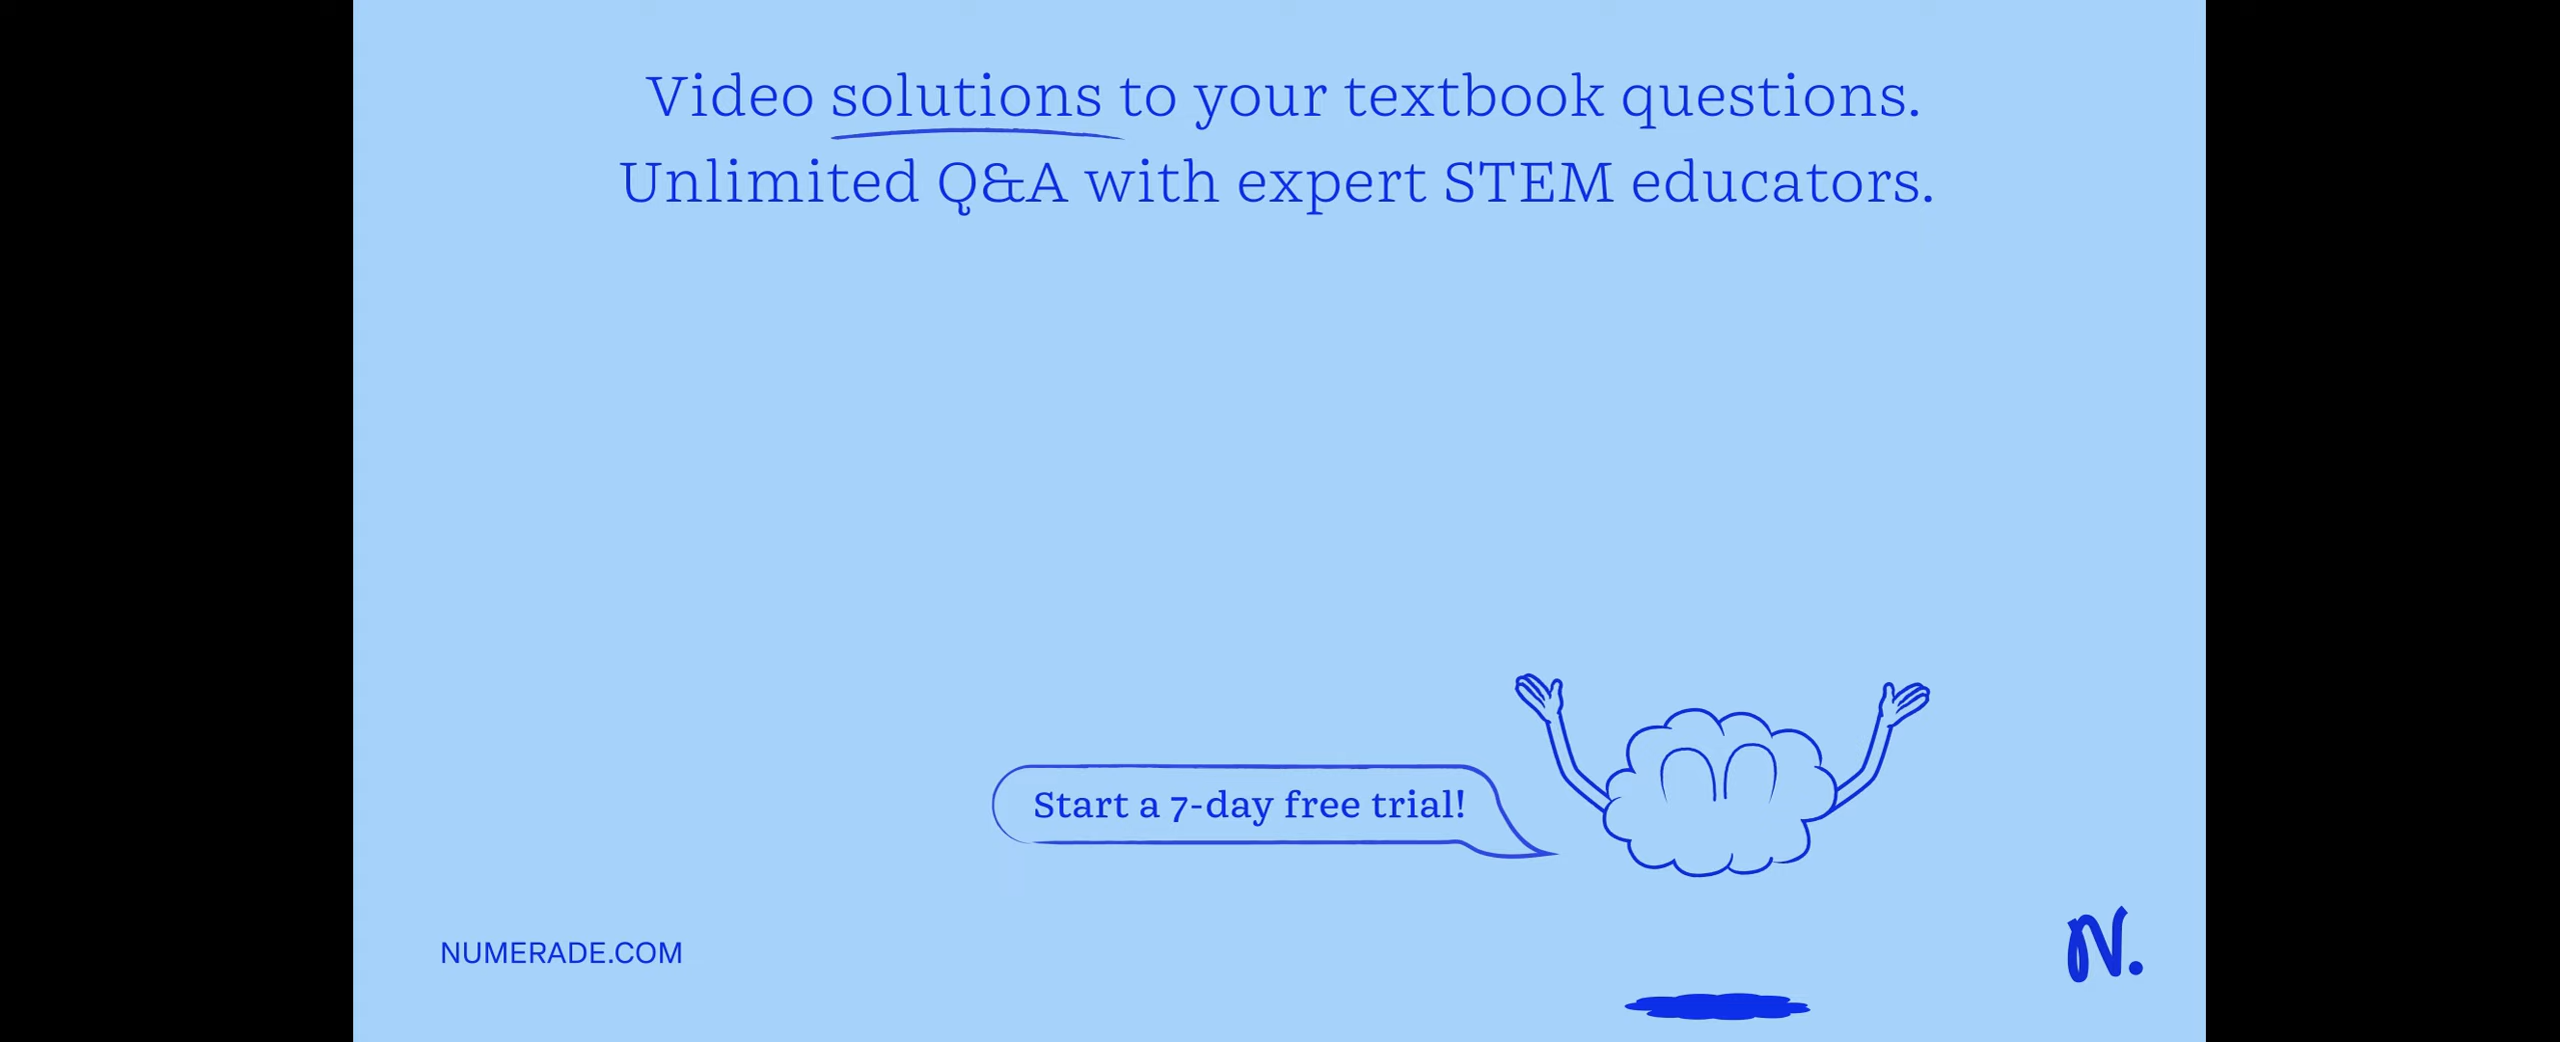 Video solutions to your textbook questions.
Unlimited Q&A with expert STEM educators.
Start a 7-day free trial!
NUMERADE.COM
N.